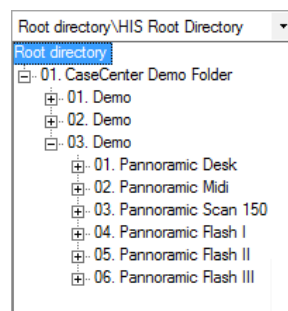 Root directory\HIS Root Directory
Root directory
01. CaseCenter Demo Folder
01. Demo
02. Demo
03. Demo
01. Pannoramic Desk
02. Pannoramic Midi
03. Pannoramic Scan 150
04. Pannoramic Flash I
05. Pannoramic Flash II
06. Pannoramic Flash III